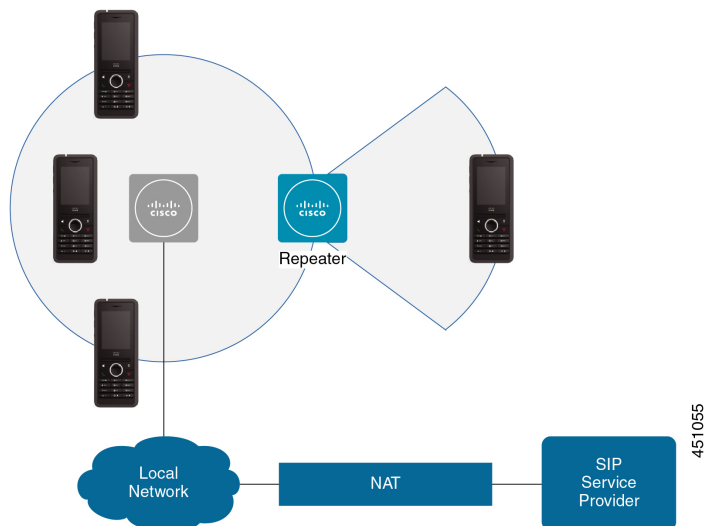 CISCO
CISCO
Repeater
Local
Network
NAT
SIP
Service
Provider
451055